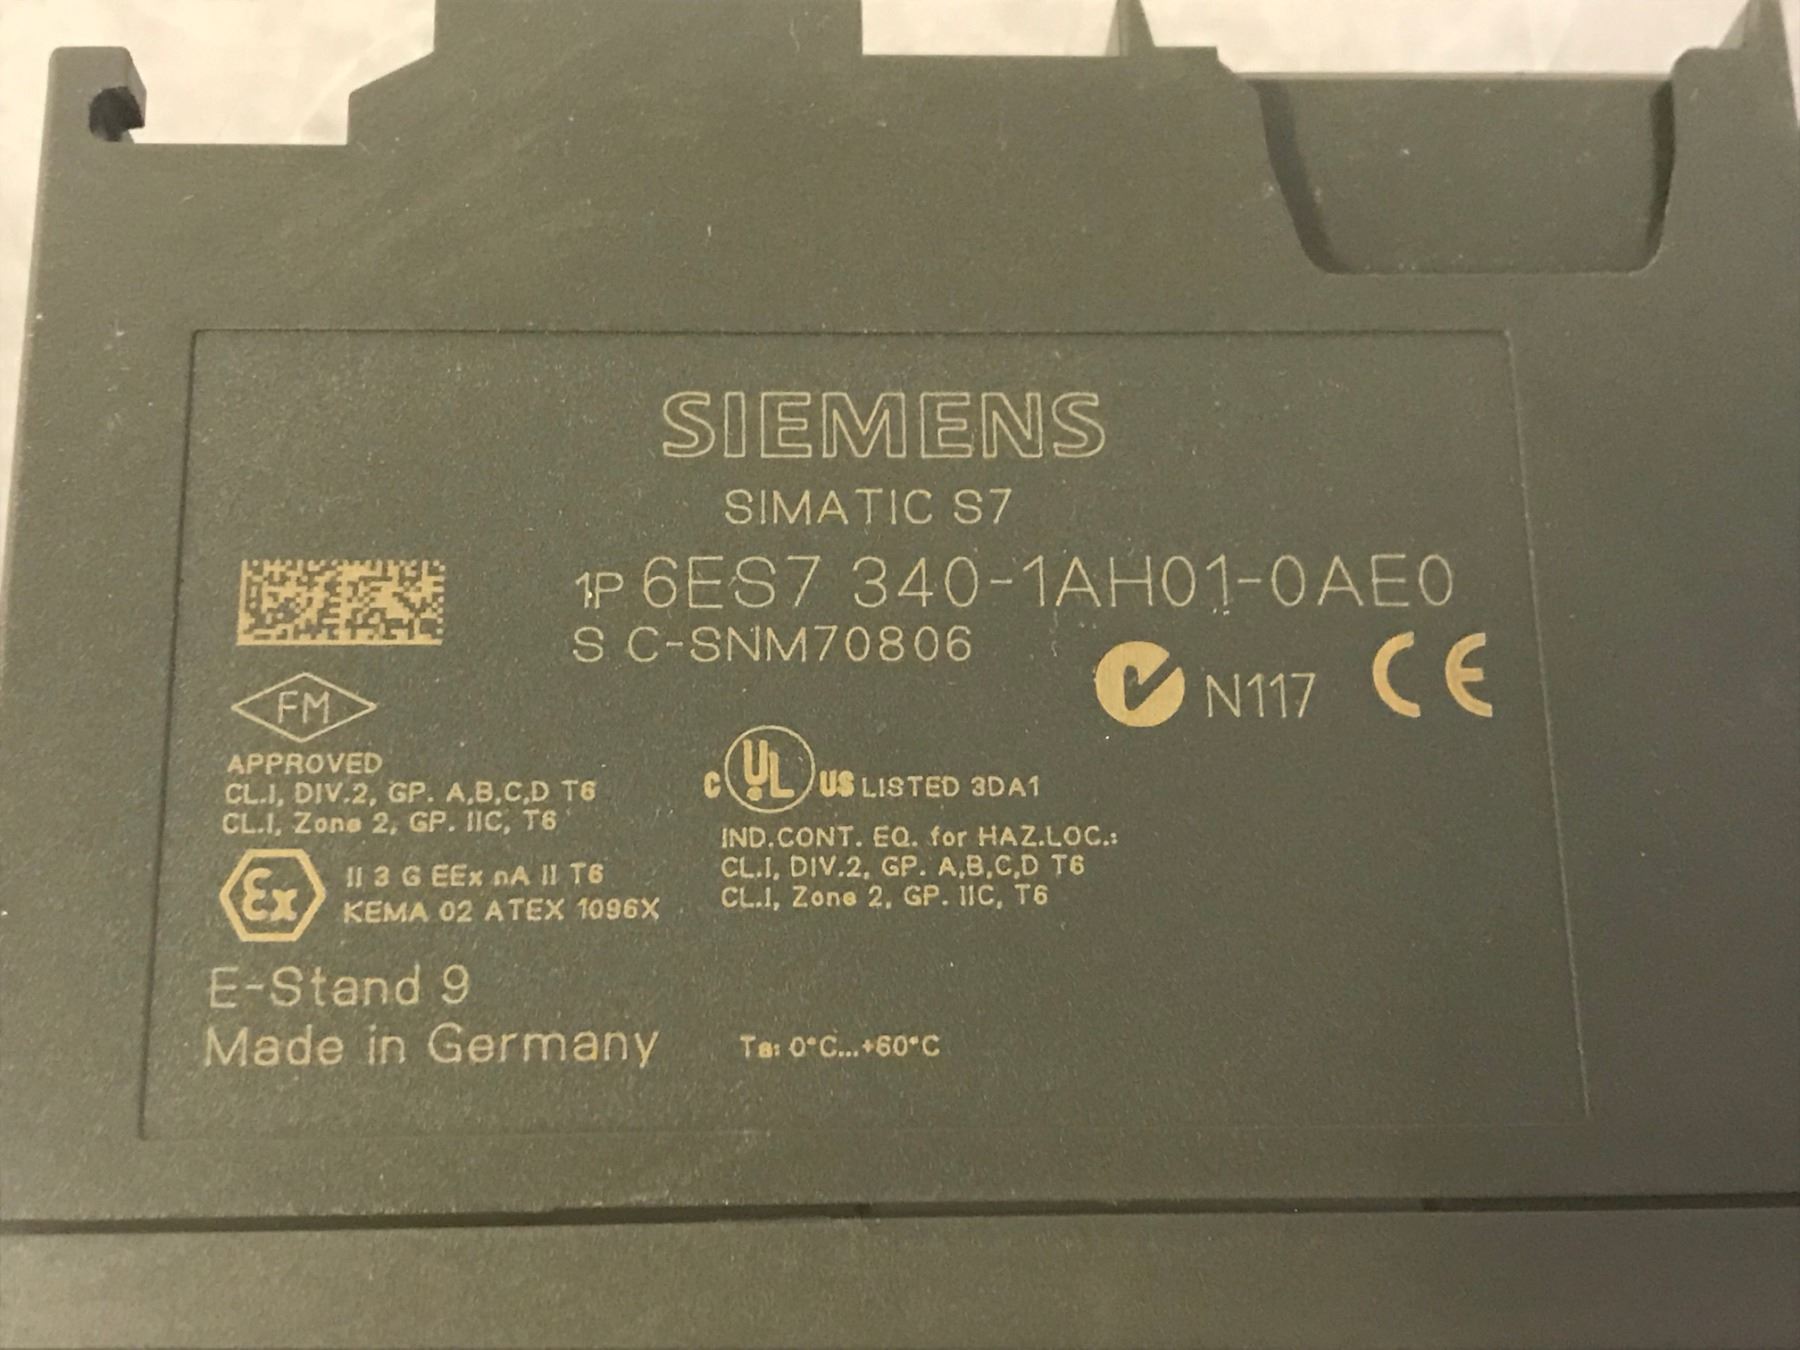 SIEMENS
SIMATIC S7
1P 6ES7 340-1AH01-0AE0
S C-SNM70806
N117 CE
FM
APPROVED
CL.I, DIV.2, GP. A,B,C,D T6
CL.I, Zone 2, GP. IIC, T6
C UL US LISTED 3DA1
IND.CONT. EQ. for HAZ.LOC.:
CL.I, DIV.2, GP. A,B,C,D T6
CL.I, Zone 2, GP. IIC, T6
Ex II 3 G EEx nA II T6
KEMA 02 ATEX 1096X
E-Stand 9
Made in Germany
Ta: 0°C...+60°C